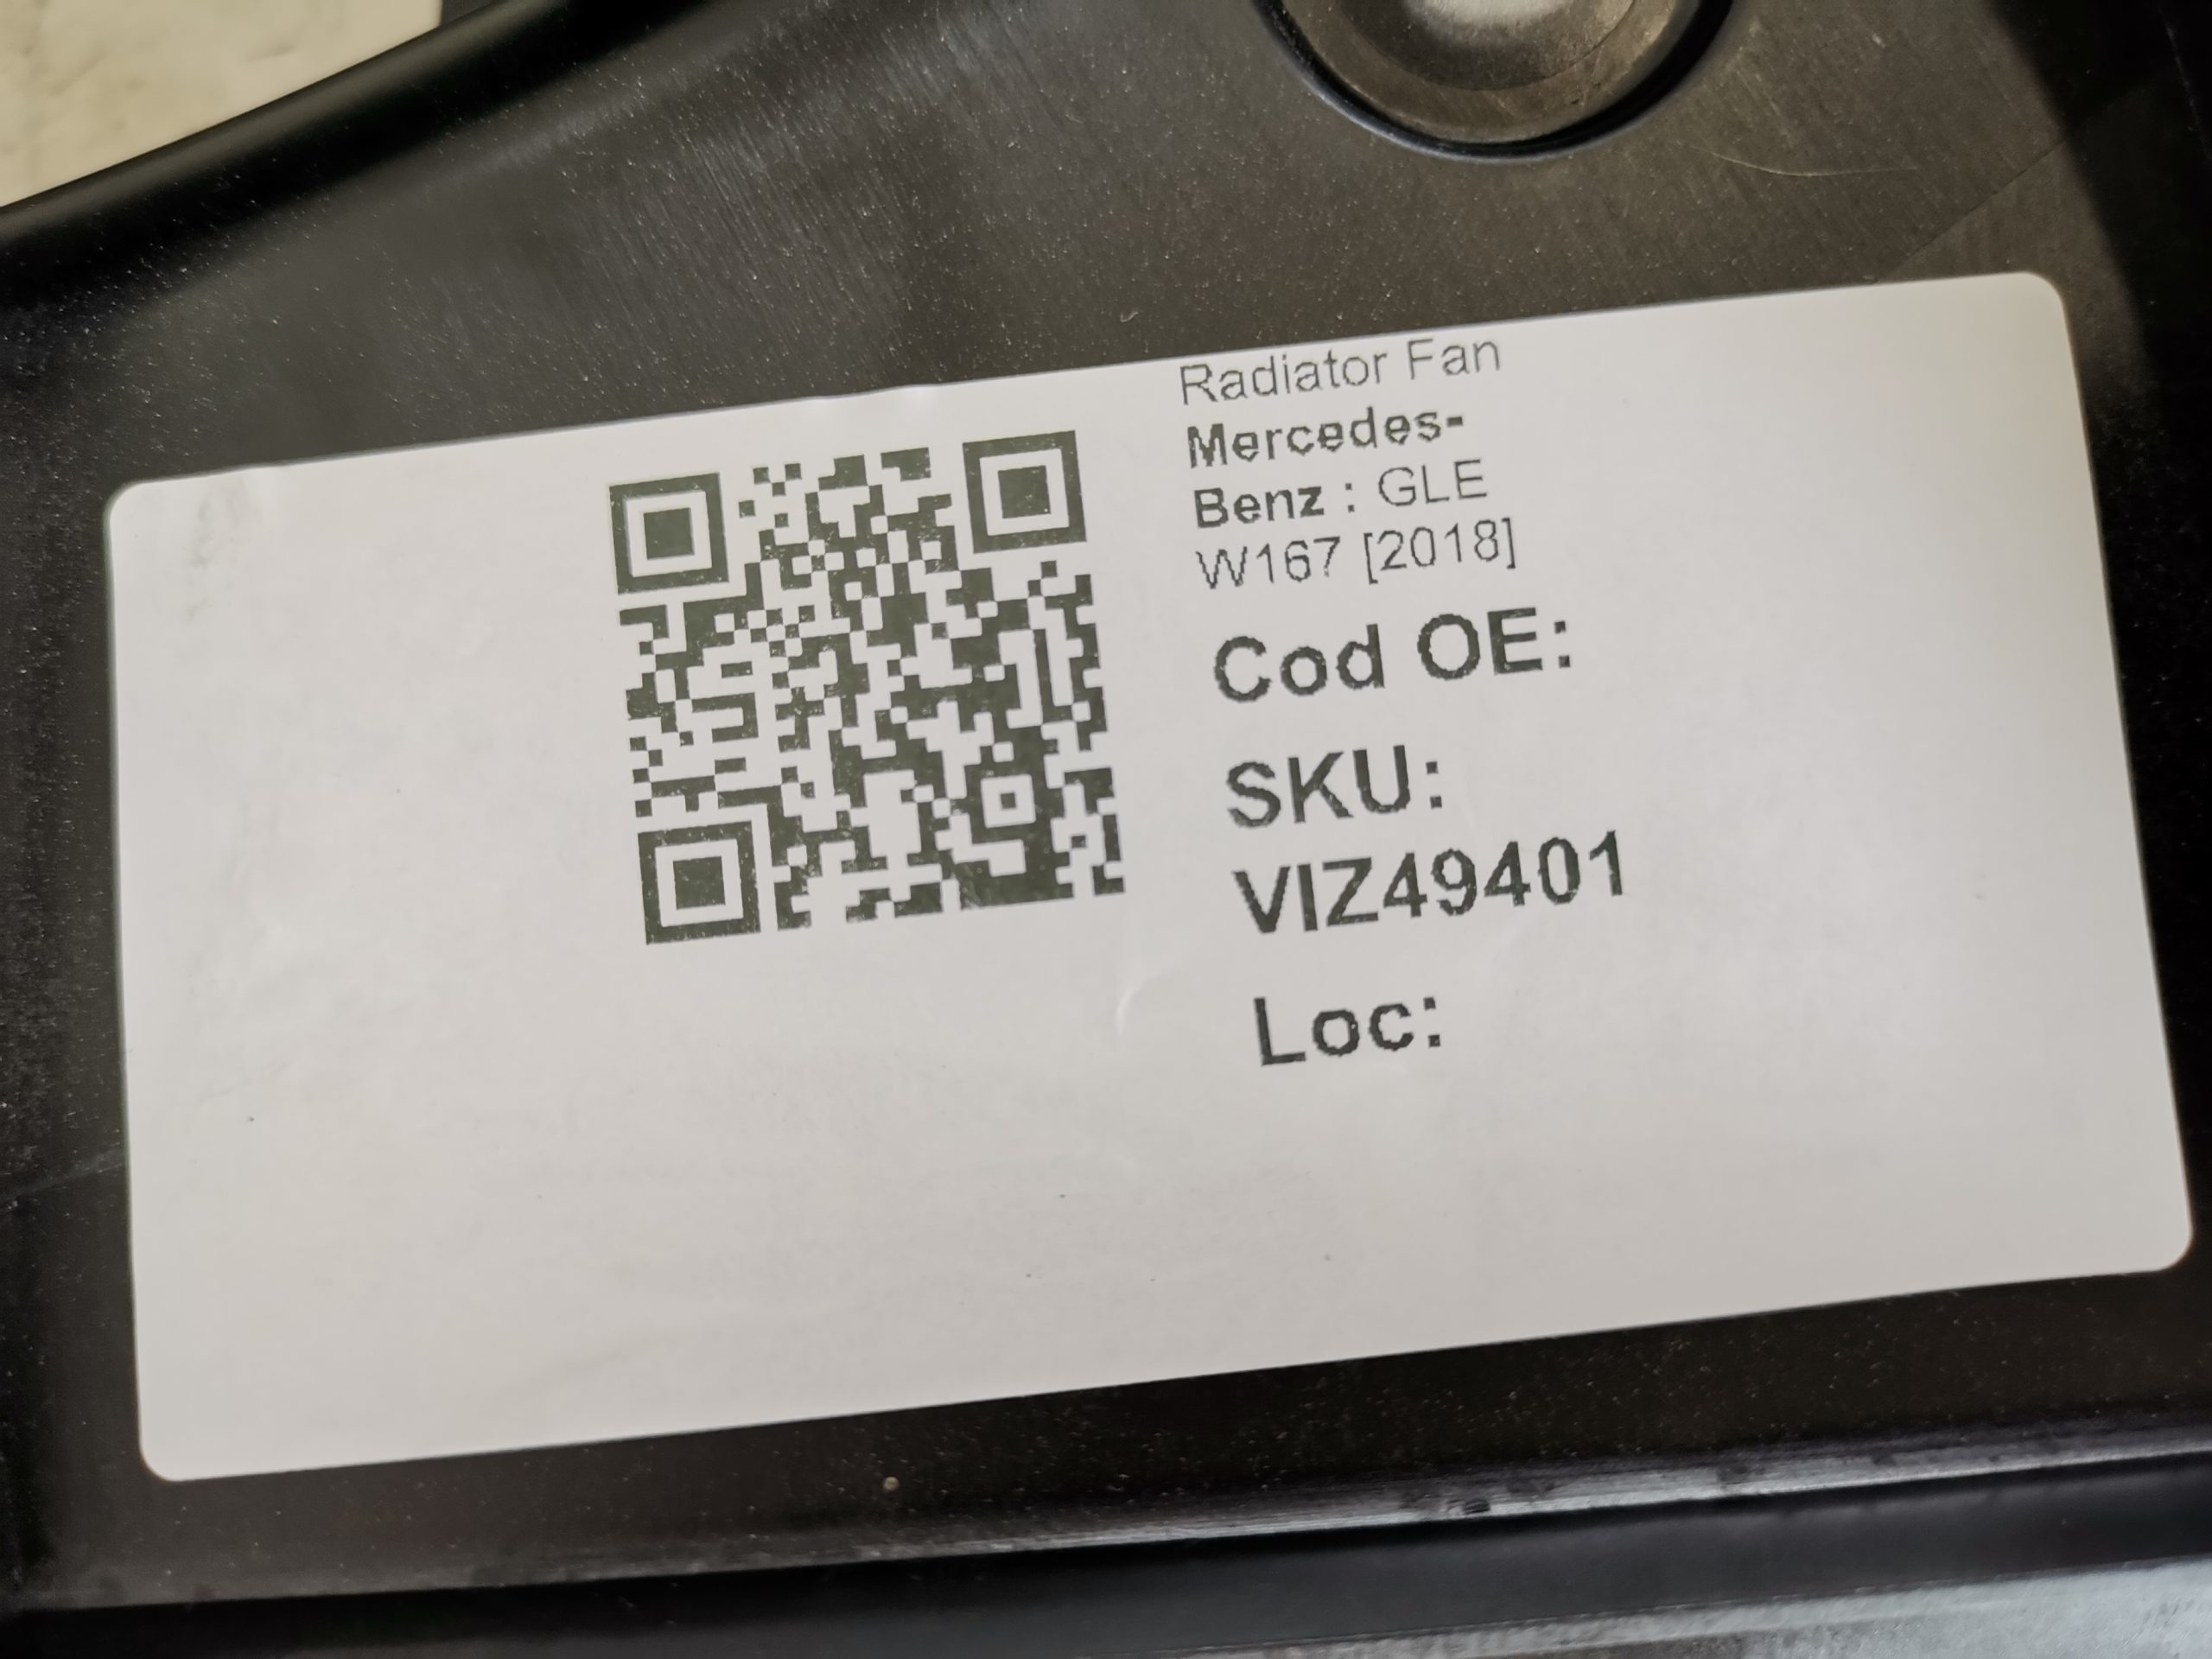 Radiator Fan
Mercedes-
Benz : GLE
W167 [2018]
Cod OE:
SKU:
VIZ49401
Loc: